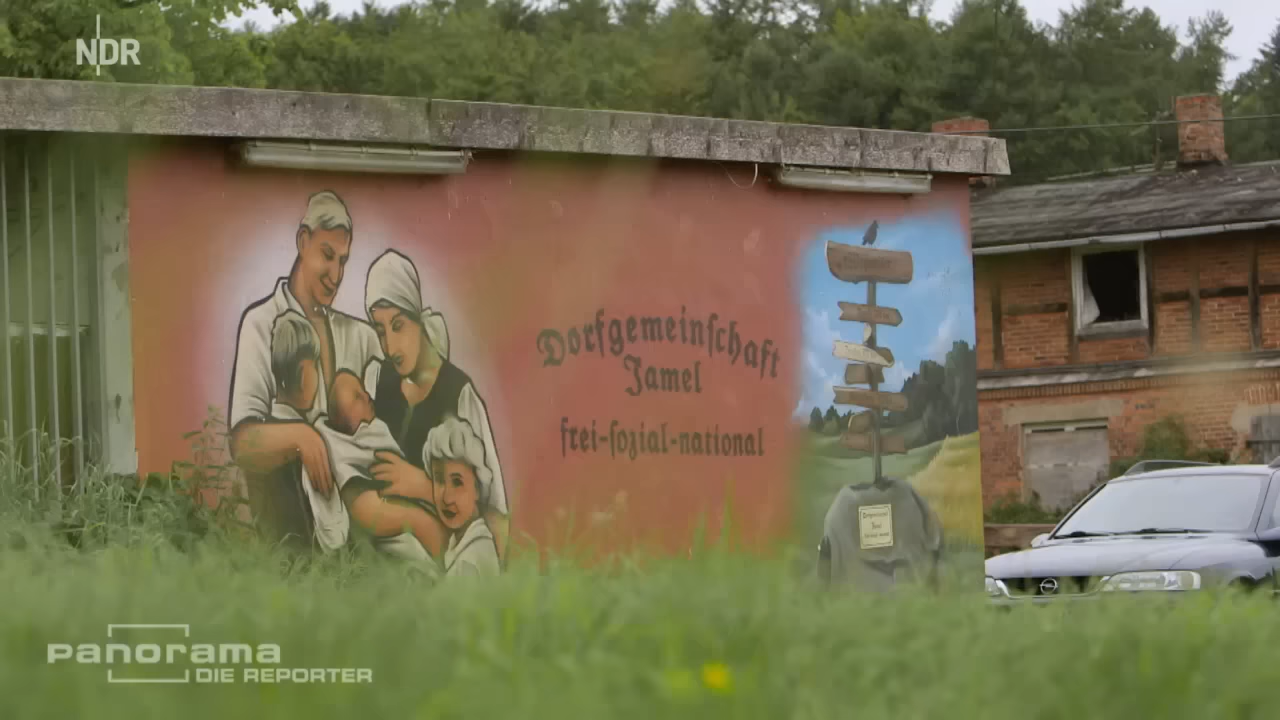 NDR
Dorfgemeinschaft
Jamel
frei-sozial-national
panorama
DIE REPORTER